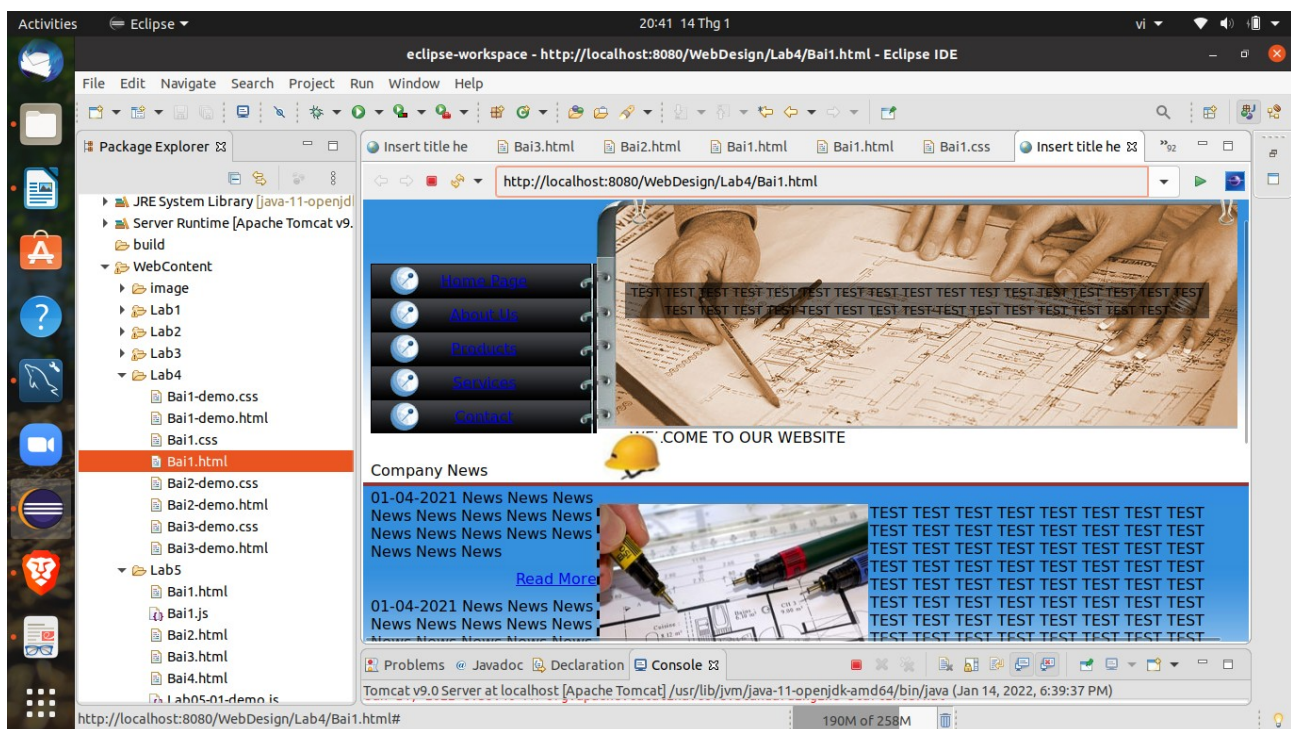 Activities Eclipse 20:41 14 Thg 1 vi
eclipse-workspace - http://localhost:8080/WebDesign/Lab4/Bai1.html - Eclipse IDE
File Edit Navigate Search Project Run Window Help
Package Explorer
Insert title he Bai3.html Bai2.html Bai1.html Bai1.html Bai1.css Insert title he 92
http://localhost:8080/WebDesign/Lab4/Bai1.html
JRE System Library [java-11-openjdl
Server Runtime [Apache Tomcat v9.
build
WebContent
image
Lab1
Lab2
Lab3
Lab4
Bai1-demo.css
Bai1-demo.html
Bai1.css
Bai1.html
Bai2-demo.css
Bai2-demo.html
Bai3-demo.css
Bai3-demo.html
Lab5
Bai1.html
Bai1.js
Bai2.html
Bai3.html
Bai4.html
Lab05-01-demo.js
Home Page
About Us
Products
Services
Contact
TEST TEST TEST TEST TEST TEST TEST TEST TEST TEST TEST TEST TEST TEST
TEST TEST TEST TEST TEST TEST TEST TEST TEST TEST TEST TEST
COME TO OUR WEBSITE
Company News
01-04-2021 News News News
News News News News News
News News News News News
News News News
Read More
01-04-2021 News News News
News News News News News
News News News News News
TEST TEST TEST TEST TEST TEST TEST TEST
TEST TEST TEST TEST TEST TEST TEST TEST
TEST TEST TEST TEST TEST TEST TEST TEST
TEST TEST TEST TEST TEST TEST TEST TEST
TEST TEST TEST TEST TEST TEST TEST TEST
TEST TEST TEST TEST TEST TEST TEST TEST
TEST TEST TEST TEST TEST TEST TEST TEST
TEST TEST TEST TEST TEST TEST TEST TEST
Problems Javadoc Declaration Console
Tomcat v9.0 Server at localhost [Apache Tomcat] /usr/lib/jvm/java-11-openjdk-amd64/bin/java (Jan 14, 2022, 6:39:37 PM)
http://localhost:8080/WebDesign/Lab4/Bai1.html#
190M of 258M